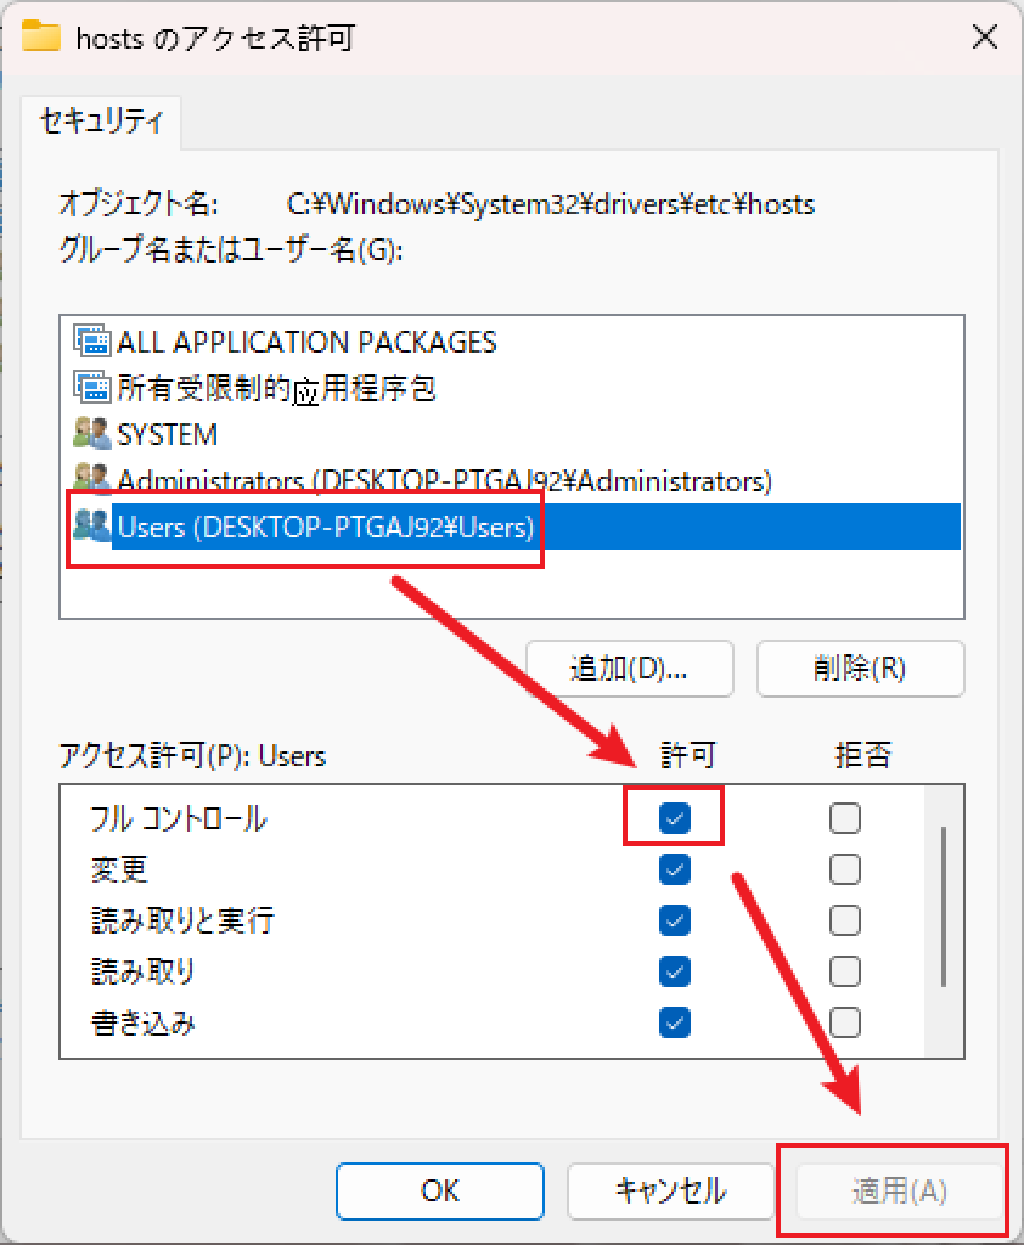 hosts のアクセス許可
セキュリティ
オブジェクト名: C:¥Windows¥System32¥drivers¥etc¥hosts
グループ名またはユーザー名(G):
ALL APPLICATION PACKAGES
所有受限制的应用程序包
SYSTEM
Administrators (DESKTOP-PTGAJ92¥Administrators)
Users (DESKTOP-PTGAJ92¥Users)
追加(D)... 削除(R)
アクセス許可(P): Users 許可 拒否
フル コントロール
変更
読み取りと実行
読み取り
書き込み
OK キャンセル 適用(A)